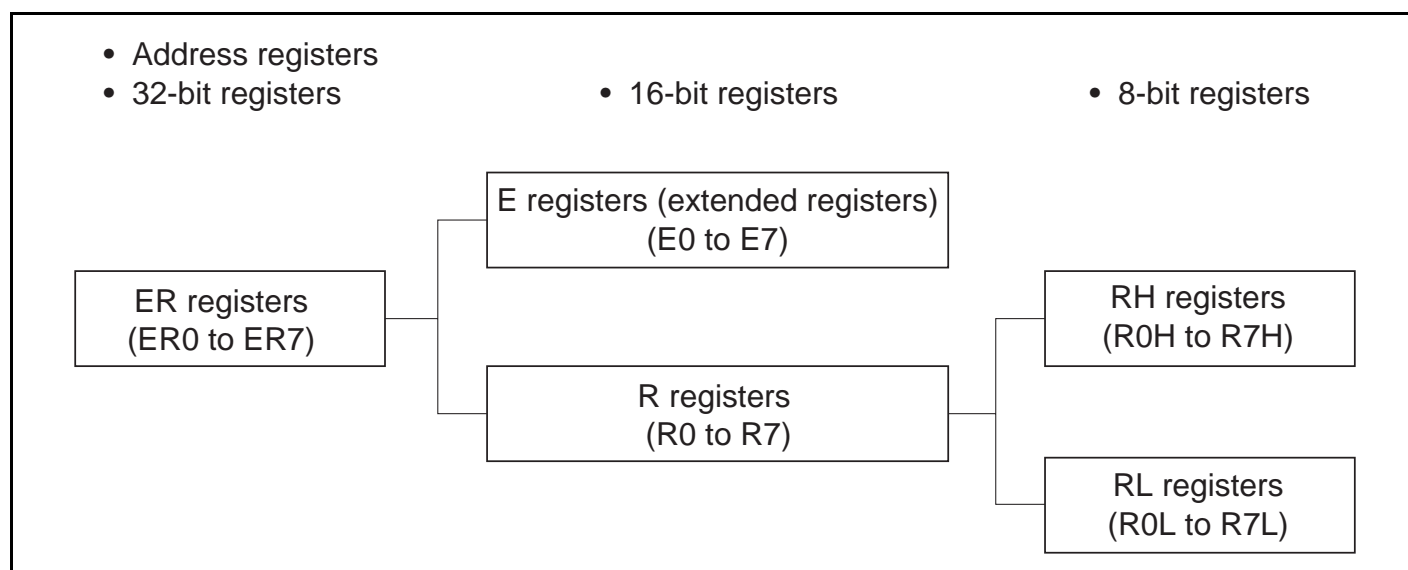 • Address registers
• 32-bit registers
• 16-bit registers
• 8-bit registers
E registers (extended registers)
(E0 to E7)
ER registers
(ER0 to ER7)
RH registers
(R0H to R7H)
R registers
(R0 to R7)
RL registers
(R0L to R7L)